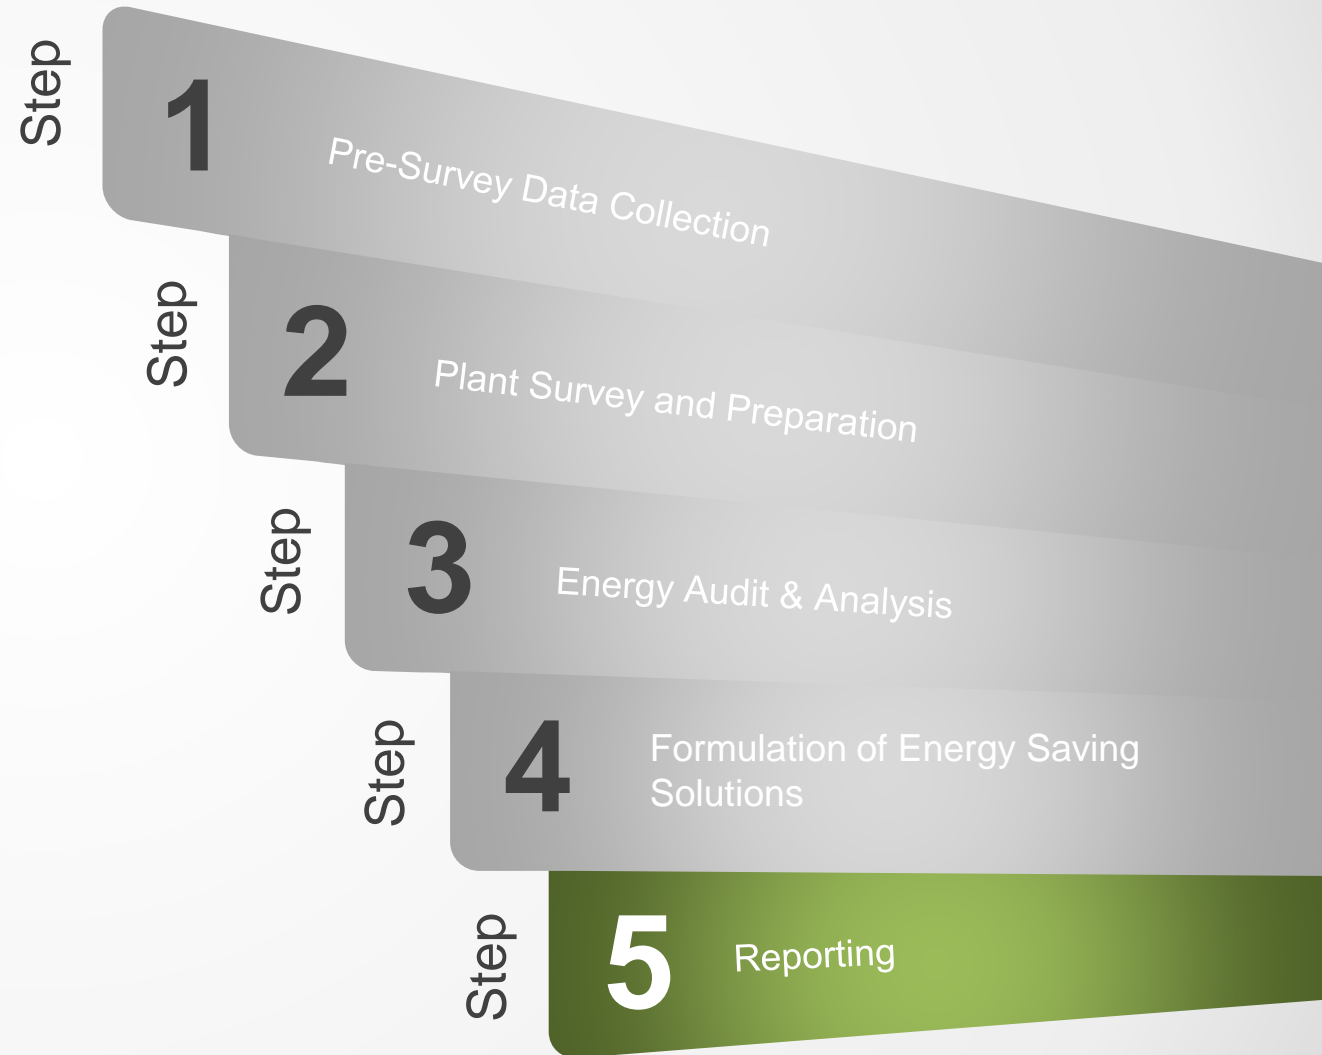 Step
1
Pre-Survey Data Collection
Step
2
Plant Survey and Preparation
Step
3
Energy Audit & Analysis
Step
4
Formulation of Energy Saving
Solutions
Step
5
Reporting